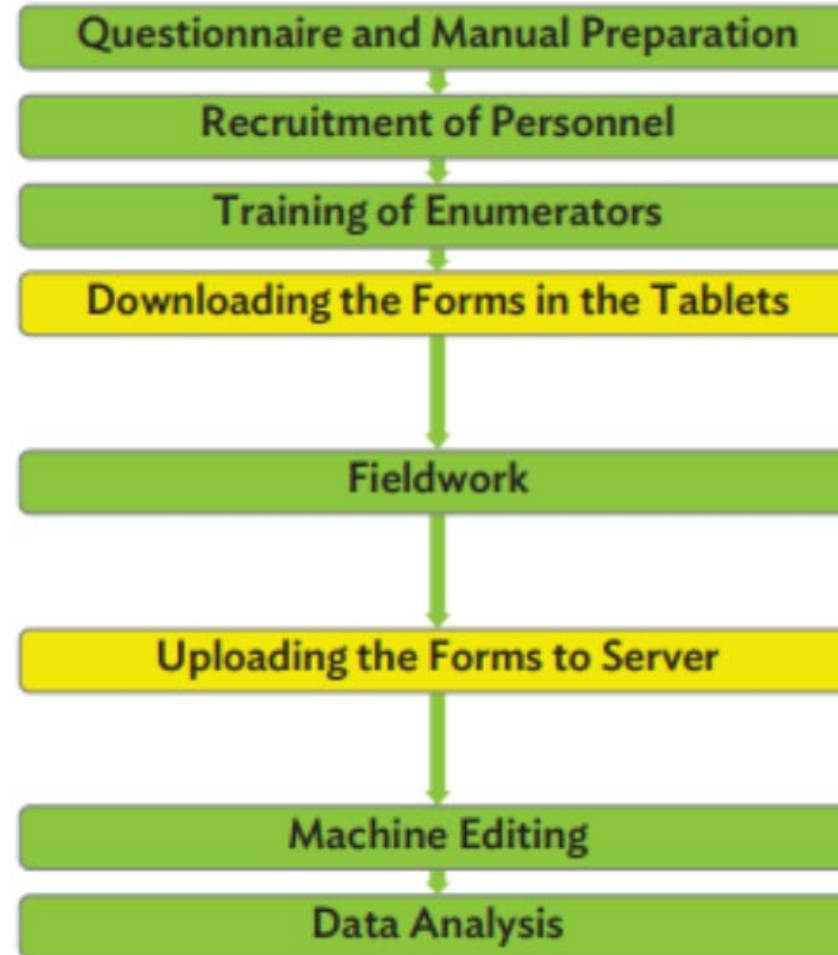 Questionnaire and Manual Preparation
Recruitment of Personnel
Training of Enumerators
Downloading the Forms in the Tablets
Fieldwork
Uploading the Forms to Server
Machine Editing
Data Analysis